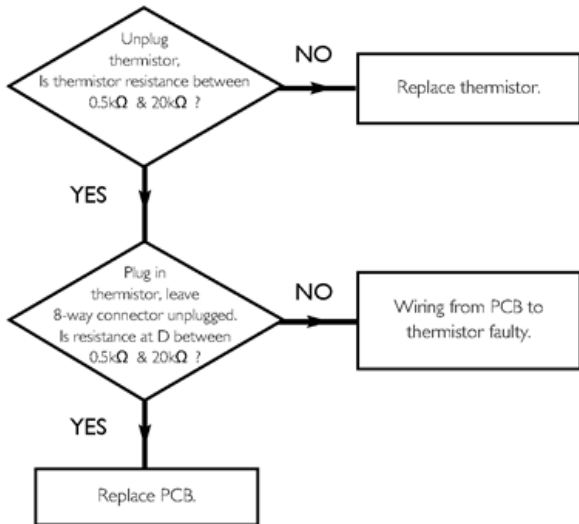 Unplug
thermistor,
Is thermistor resistance between
0.5kΩ & 20kΩ ?
NO
Replace thermistor.
YES
Plug in
thermistor, leave
8-way connector unplugged.
Is resistance at D between
0.5kΩ & 20kΩ ?
NO
Wiring from PCB to
thermistor faulty.
YES
Replace PCB.